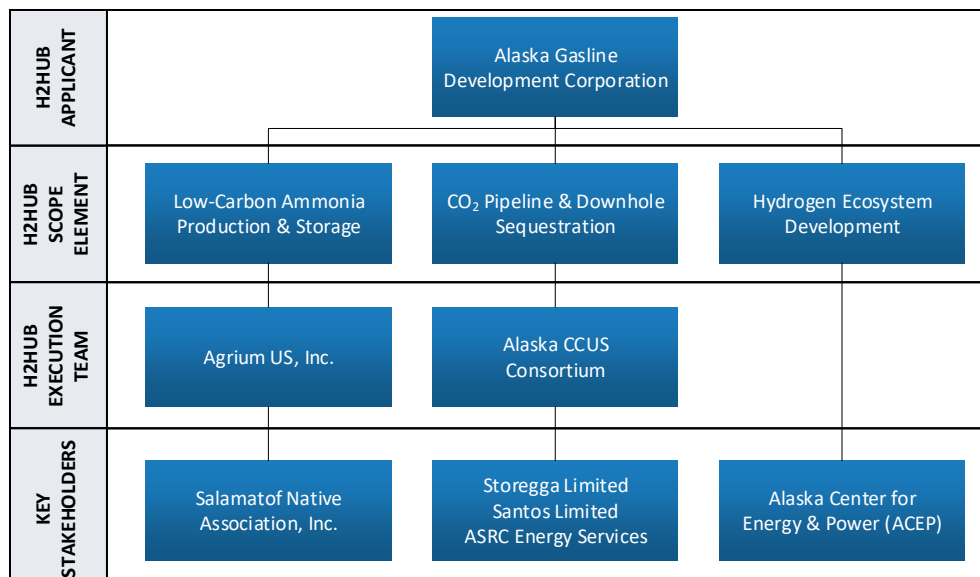 H2HUB
APPLICANT
Alaska Gasline
Development Corporation
H2HUB
SCOPE
ELEMENT
Low-Carbon Ammonia
Production & Storage
CO₂ Pipeline & Downhole
Sequestration
Hydrogen Ecosystem
Development
H2HUB
EXECUTION
TEAM
Agrium US, Inc.
Alaska CCUS
Consortium
KEY
STAKEHOLDERS
Salamatof Native
Association, Inc.
Storegga Limited
Santos Limited
ASRC Energy Services
Alaska Center for
Energy & Power (ACEP)